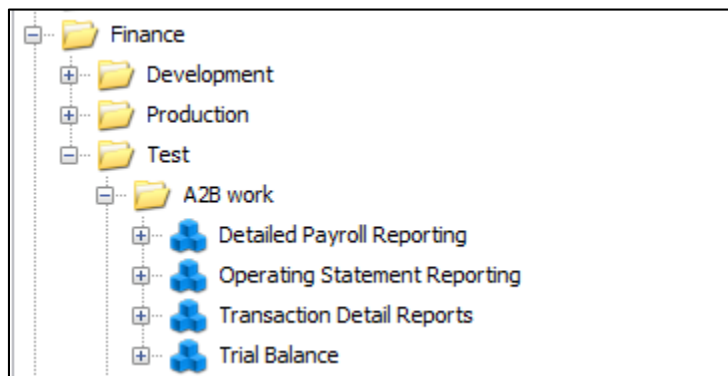 Finance
Development
Production
Test
A2B work
Detailed Payroll Reporting
Operating Statement Reporting
Transaction Detail Reports
Trial Balance